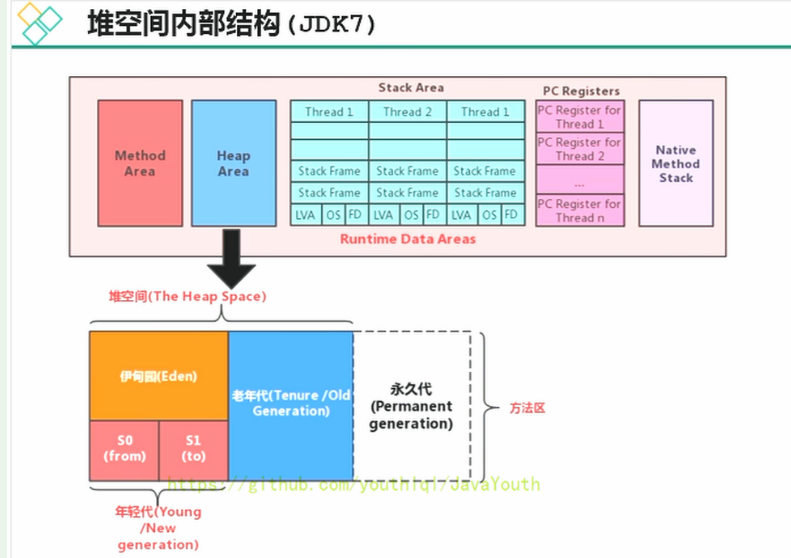 堆空间内部结构(JDK7)
Stack Area
PC Registers
Method
Area
Heap
Area
Thread 1
Thread 2
Thread 1
Stack Frame
Stack Frame
Stack Frame
Stack Frame
Stack Frame
Stack Frame
LVA
OS
FD
LVA
OS
FD
LVA
OS
FD
PC Register for
Thread 1
PC Register for
Thread 2
...
PC Register for
Thread n
Native
Method
Stack
Runtime Data Areas
堆空间(The Heap Space)
伊甸园(Eden)
S0
(from)
S1
(to)
老年代(Tenure /Old
Generation)
永久代
(Permanent
generation)
方法区
https://github.com/youthlqi/JavaYouth
年轻代(Young
/New
generation)